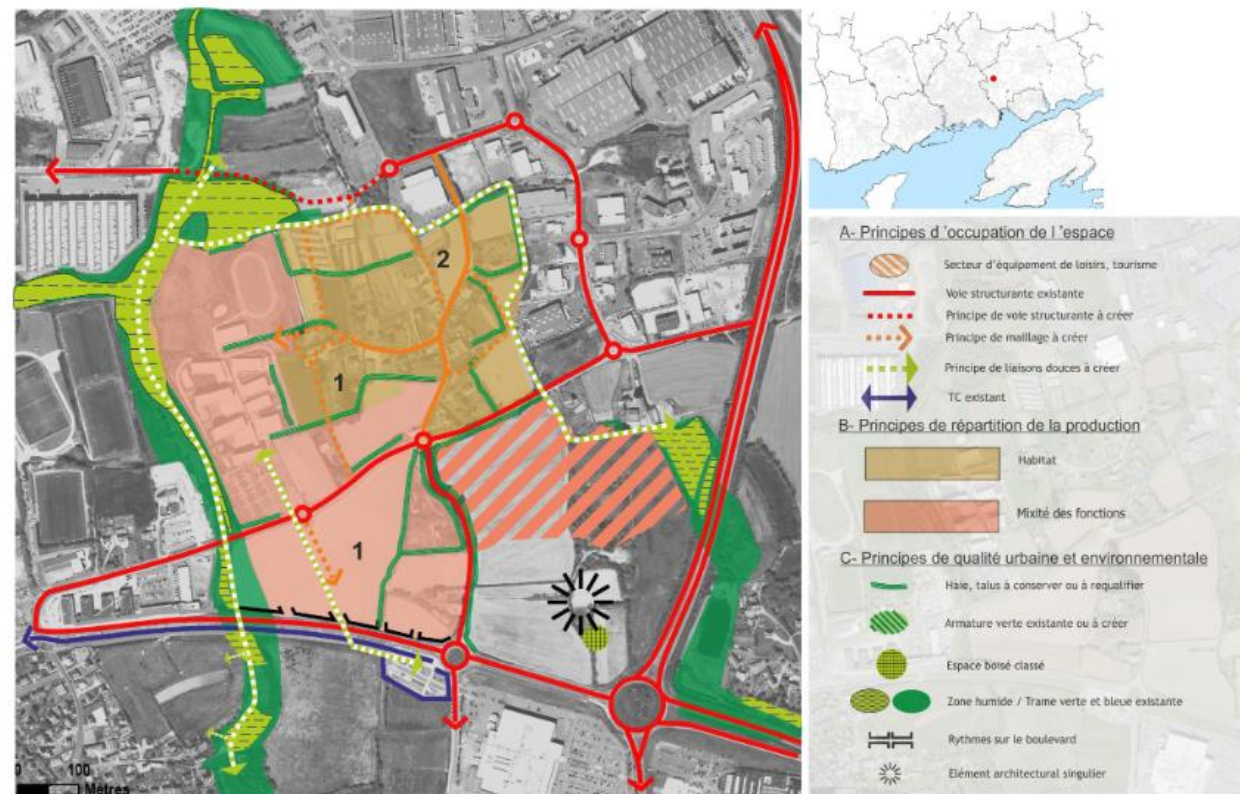 2
1
1
0 100
Mètres
A- Principes d 'occupation de l 'espace
Secteur d'équipement de loisirs, tourisme
Voie structurante existante
Principe de voie structurante à créer
Principe de maillage à créer
Principe de liaisons douces à créer
TC existant
B- Principes de répartition de la production
Habitat
Mixité des fonctions
C- Principes de qualité urbaine et environnementale
Haie, talus à conserver ou à requalifier
Armature verte existante ou à créer
Espace boisé classé
Zone humide / Trame verte et bleue existante
Rythmes sur le boulevard
Elément architectural singulier